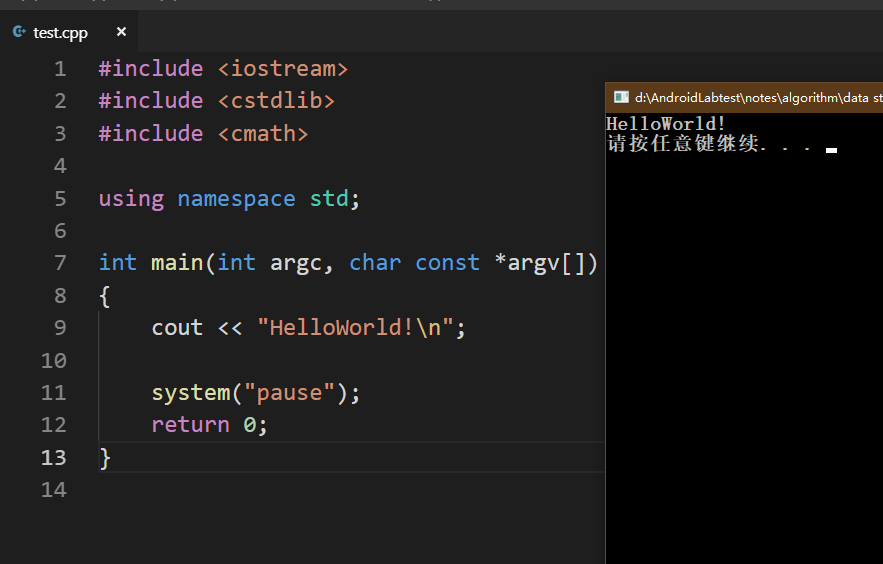 test.cpp
1 #include <iostream>
2 #include <cstdlib>
3 #include <cmath>
4
5 using namespace std;
6
7 int main(int argc, char const *argv[])
8 {
9 cout << "HelloWorld!\n";
10
11 system("pause");
12 return 0;
13 }
14
d:\AndroidLabtest\notes\algorithm\data st
HelloWorld!
请按任意键继续. . .